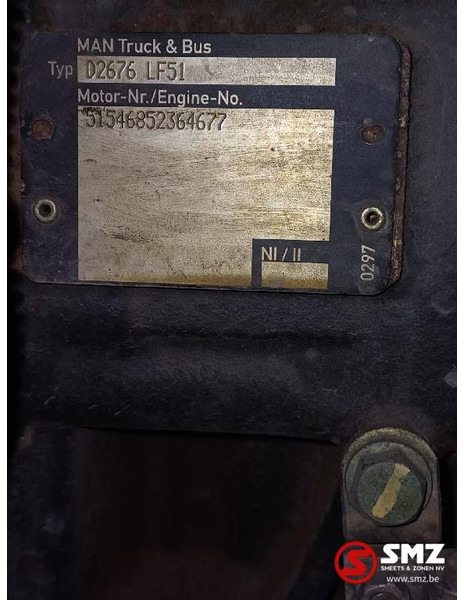 MAN Truck & Bus
Typ D2676 LF51
Motor-Nr./Engine-No.
51546852364677
NI / II
0297
SMZ
SMEETS & ZONEN NV
www.smz.be